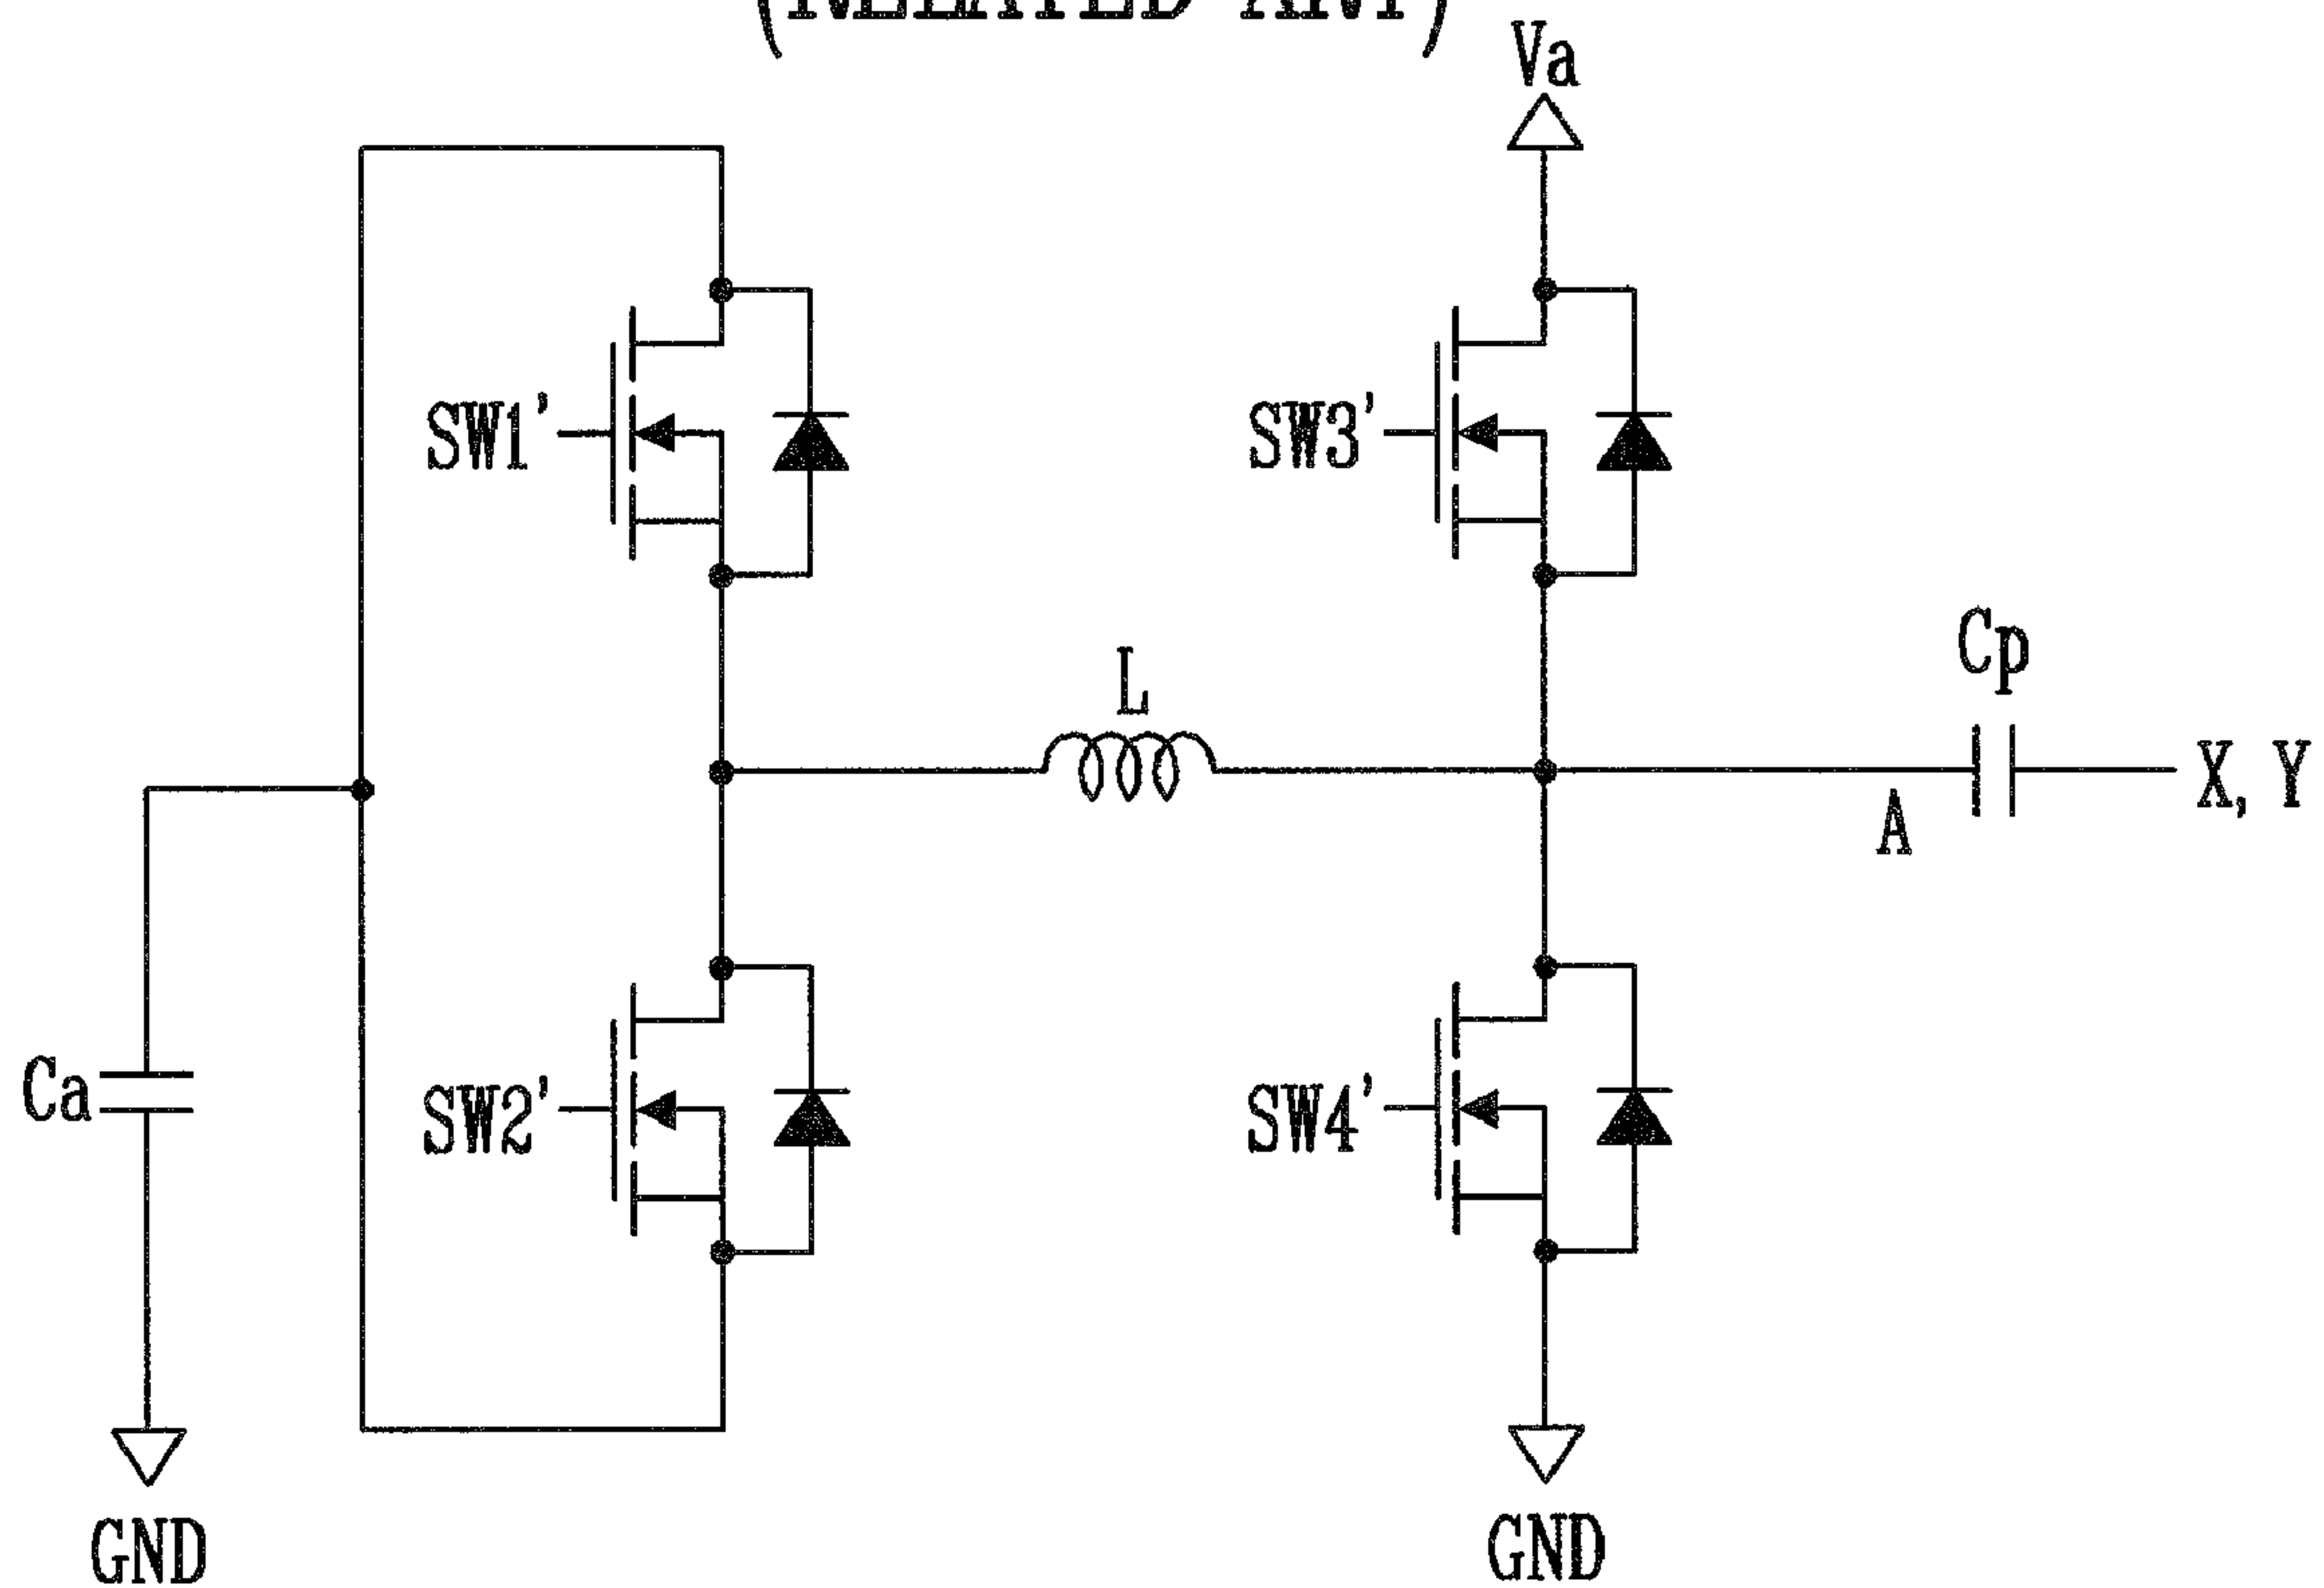 Va
SW1'
SW3'
L
Cp
X, Y
A
Ca
SW2'
SW4'
GND
GND